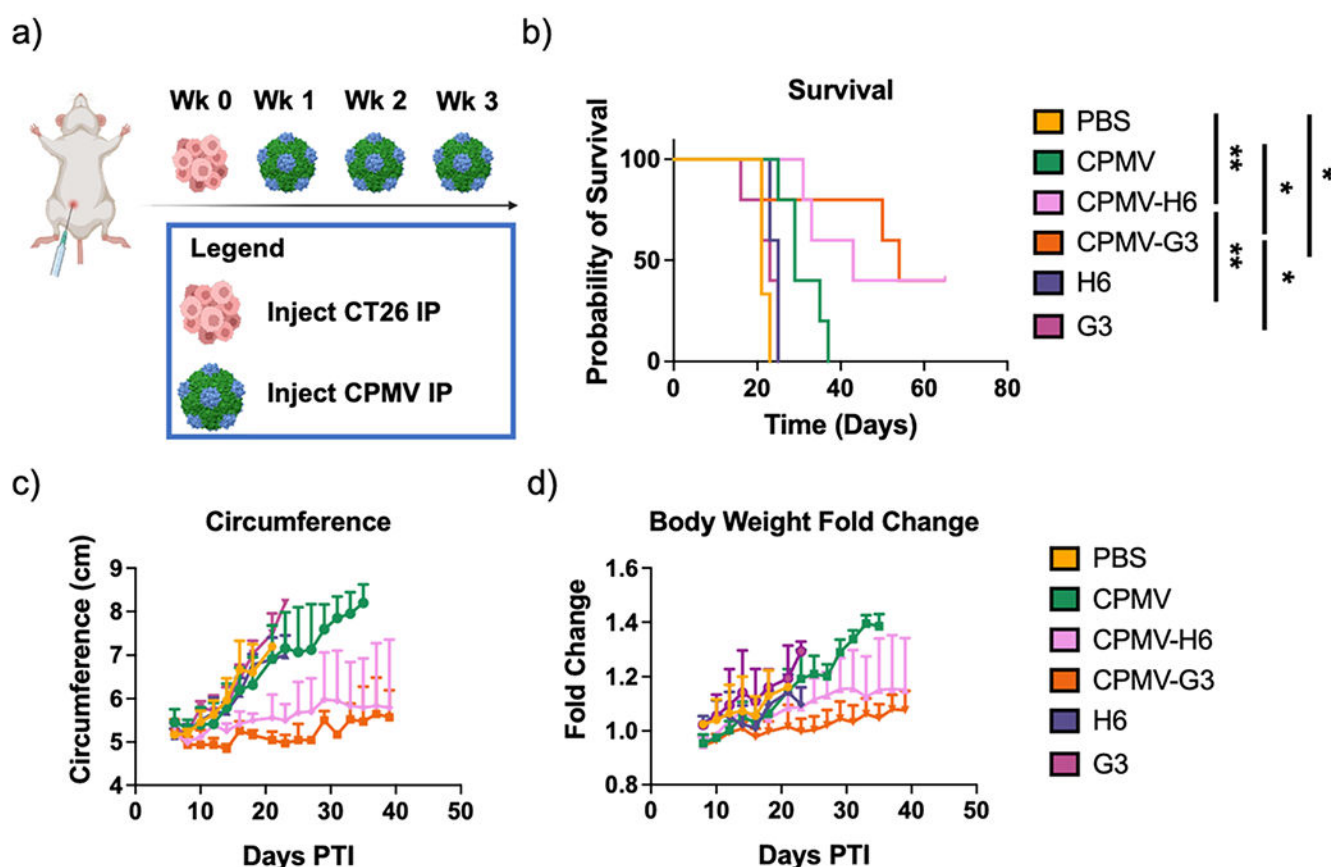 a)
Wk 0 Wk 1 Wk 2 Wk 3
Legend
Inject CT26 IP
Inject CPMV IP
b)
Survival
Probability of Survival
100
50
0
0 20 40 60 80
Time (Days)
PBS
CPMV
CPMV-H6
CPMV-G3
H6
G3
**
**
*
*
*
c)
Circumference
Circumference (cm)
9
8
7
6
5
4
0 10 20 30 40 50
Days PTI
d)
Body Weight Fold Change
Fold Change
1.6
1.4
1.2
1.0
0.8
0 10 20 30 40 50
Days PTI
PBS
CPMV
CPMV-H6
CPMV-G3
H6
G3